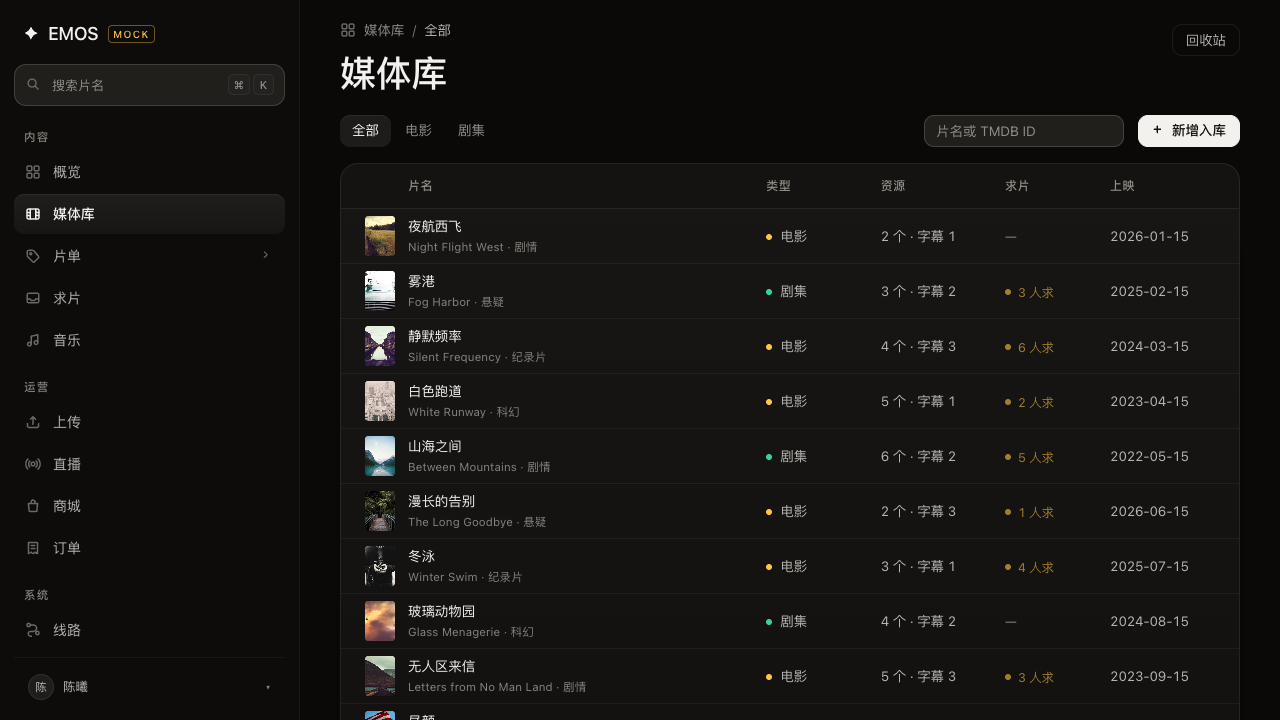 EMOS MOCK
搜索片名 ⌘ K
内容
概览
媒体库
片单
求片
音乐
运营
上传
直播
商城
订单
系统
线路
陈 陈曦
媒体库 / 全部
媒体库
回收站
全部 电影 剧集
片名或 TMDB ID
+ 新增入库
片名 类型 资源 求片 上映
夜航西飞
Night Flight West · 剧情
电影 2 个 · 字幕 1 — 2026-01-15
雾港
Fog Harbor · 悬疑
剧集 3 个 · 字幕 2 3 人求 2025-02-15
静默频率
Silent Frequency · 纪录片
电影 4 个 · 字幕 3 6 人求 2024-03-15
白色跑道
White Runway · 科幻
电影 5 个 · 字幕 1 2 人求 2023-04-15
山海之间
Between Mountains · 剧情
剧集 6 个 · 字幕 2 5 人求 2022-05-15
漫长的告别
The Long Goodbye · 悬疑
电影 2 个 · 字幕 3 1 人求 2026-06-15
冬泳
Winter Swim · 纪录片
电影 3 个 · 字幕 1 4 人求 2025-07-15
玻璃动物园
Glass Menagerie · 科幻
剧集 4 个 · 字幕 2 — 2024-08-15
无人区来信
Letters from No Man Land · 剧情
电影 5 个 · 字幕 3 3 人求 2023-09-15